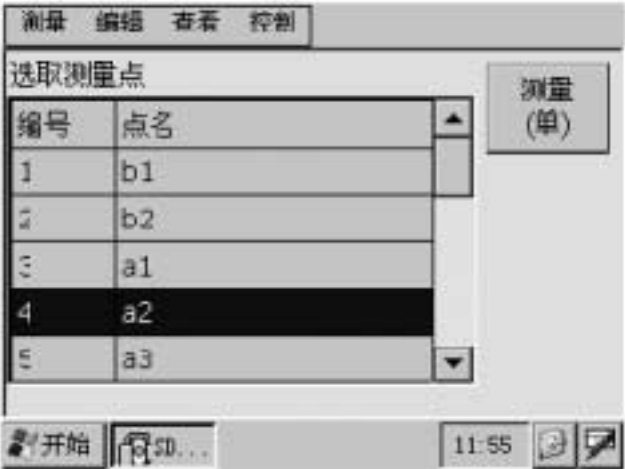 测量 编辑 查看 控制
选取测量点
测量
(单)
编号 点名
1 b1
2 b2
3 a1
4 a2
5 a3
开始 SD... 11:55